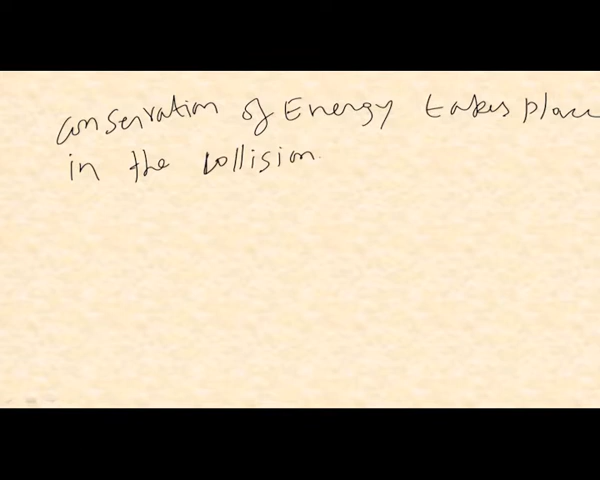 conservation of Energy takes place
in the collision.